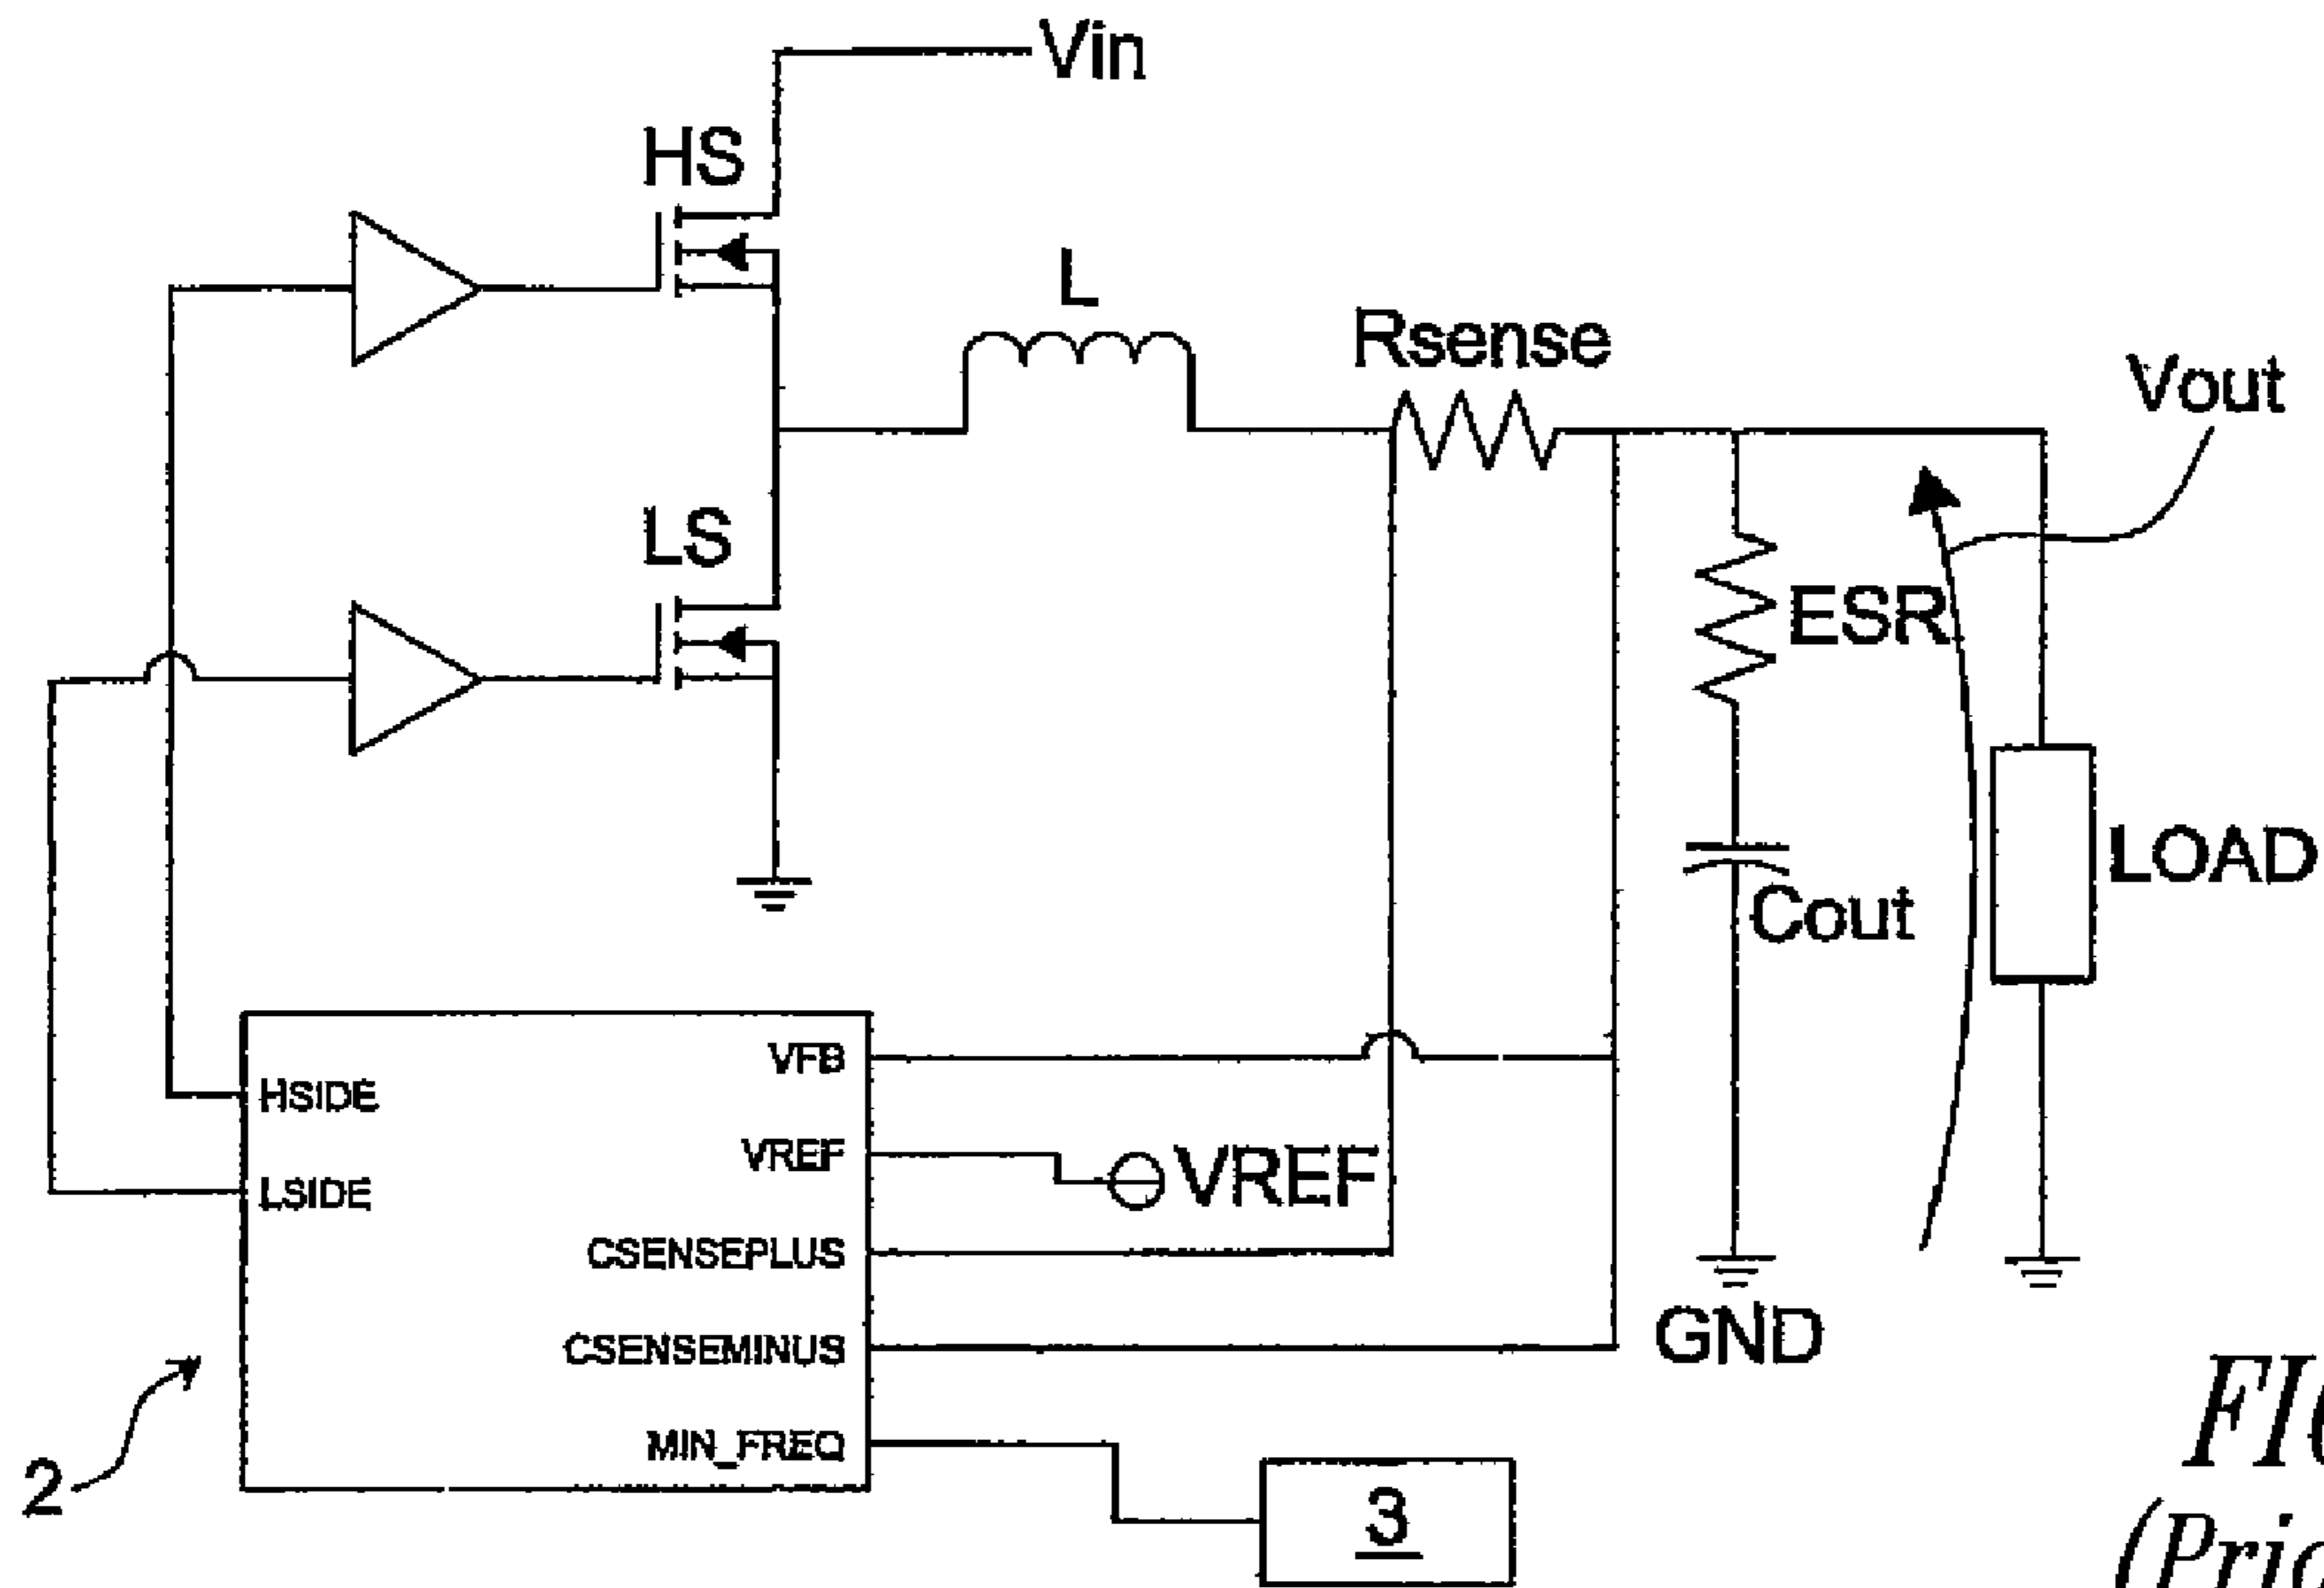 Vin
HS
L
Rsense
Vout
LS
ESR
LOAD
Cout
VFB
HSIDE
VREF
VREF
LSIDE
CSENSEPLUS
GND
CSENSEMINUS
MIN_FREQ
2
3